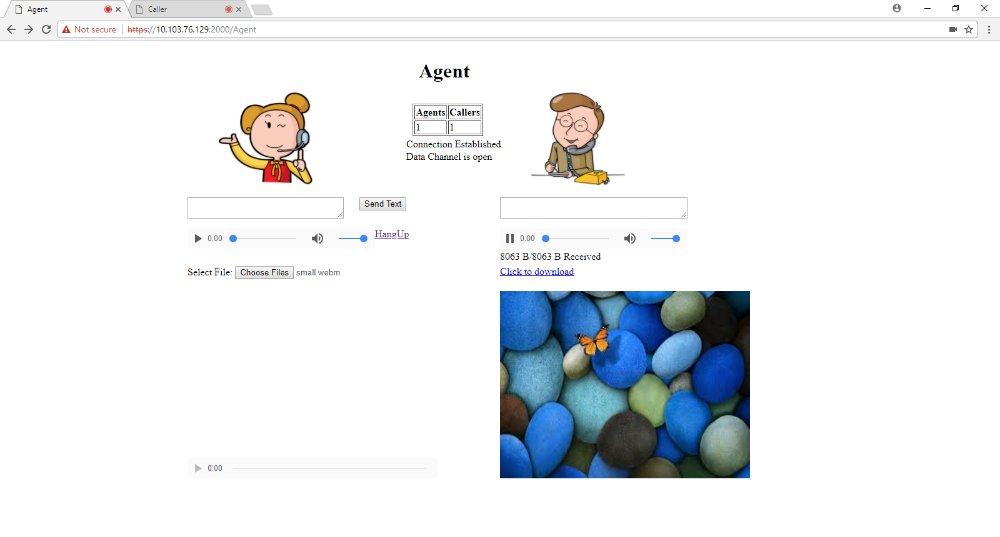 Agent
Caller
Not secure
https://10.103.76.129:2000/Agent
Agent
Agents Callers
1 1
Connection Established.
Data Channel is open
Send Text
0:00
HangUp
0:00
8063 B/8063 B Received
Select File: Choose Files small.webm
Click to download
0:00